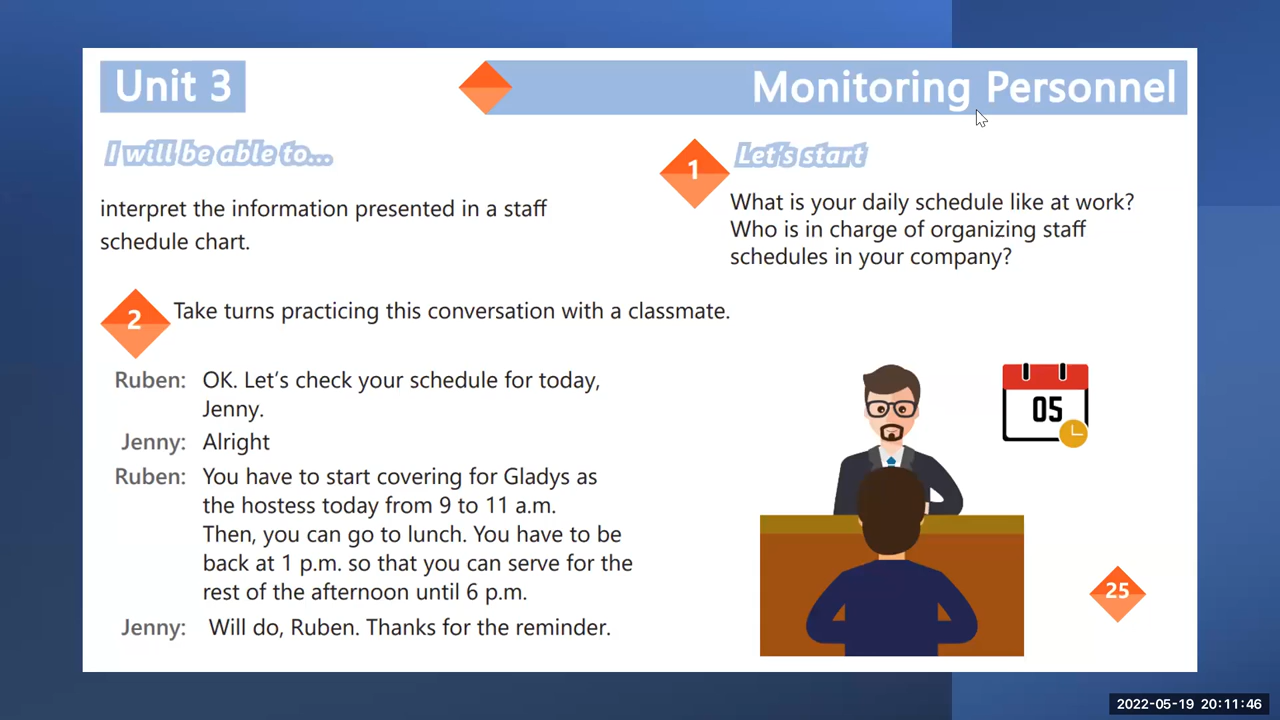 Unit 3
Monitoring Personnel
I will be able to...
interpret the information presented in a staff
schedule chart.
1
Let's start
What is your daily schedule like at work?
Who is in charge of organizing staff
schedules in your company?
2
Take turns practicing this conversation with a classmate.
Ruben: OK. Let's check your schedule for today,
Jenny.
Jenny: Alright
Ruben: You have to start covering for Gladys as
the hostess today from 9 to 11 a.m.
Then, you can go to lunch. You have to be
back at 1 p.m. so that you can serve for the
rest of the afternoon until 6 p.m.
Jenny: Will do, Ruben. Thanks for the reminder.
05
25
2022-05-19 20:11:46